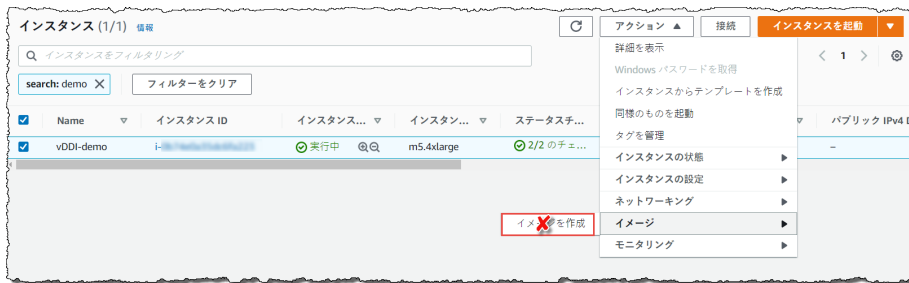 インスタンス (1/1) 情報
アクション ▲
接続
インスタンスを起動 ▼
インスタンスをフィルタリング
< 1 >
search: demo ×
フィルターをクリア
詳細を表示
Windows パスワードを取得
インスタンスからテンプレートを作成
同様のものを起動
タグを管理
インスタンスの状態
インスタンスの設定
ネットワーキング
イメージ
モニタリング
Name
インスタンス ID
インスタンス...
インスタン...
ステータスチ...
パブリック IPv4 D
vDDI-demo
i-
実行中
m5.4xlarge
2/2 のチェ...
–
を作成